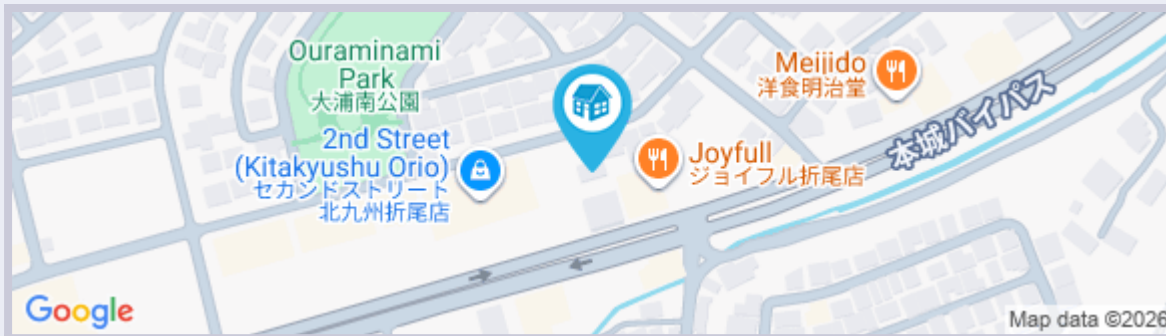 Ouraminami
Park
大浦南公園
2nd Street
(Kitakyushu Orio)
セカンドストリート
北九州折尾店
Joyfull
ジョイフル折尾店
Meijido
洋食明治堂
本城バイパス
Google
Map data ©2026